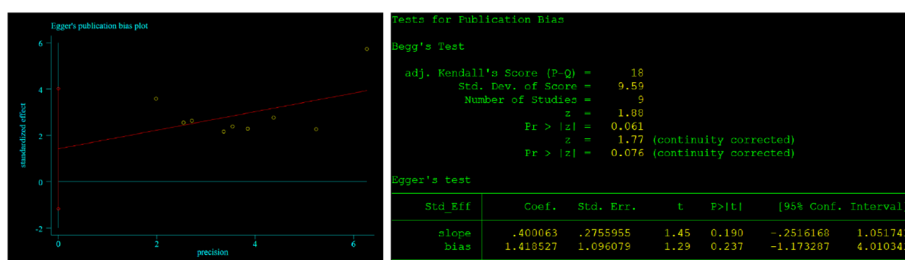 Egger's publication bias plot
6
4
2
0
-2
standardized effect
0 2 4 6
precision
Tests for Publication Bias
Begg's Test
adj. Kendall's Score (P-Q) = 18
Std. Dev. of Score = 9.59
Number of Studies = 9
z = 1.88
Pr > |z| = 0.061
z = 1.77 (continuity corrected)
Pr > |z| = 0.076 (continuity corrected)
Egger's test
Std_Eff Coef. Std. Err. t P>|t| [95% Conf. Interval]
slope .400063 .2755955 1.45 0.190 -.2516168 1.051743
bias 1.418527 1.096079 1.29 0.237 -1.173287 4.010341